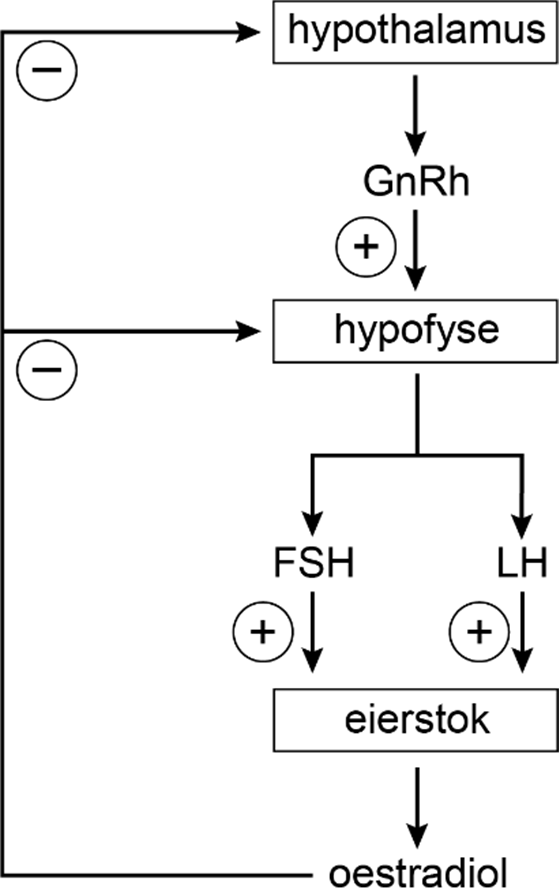 hypothalamus
−
GnRh
+
hypofyse
−
FSH LH
+ +
eierstok
oestradiol